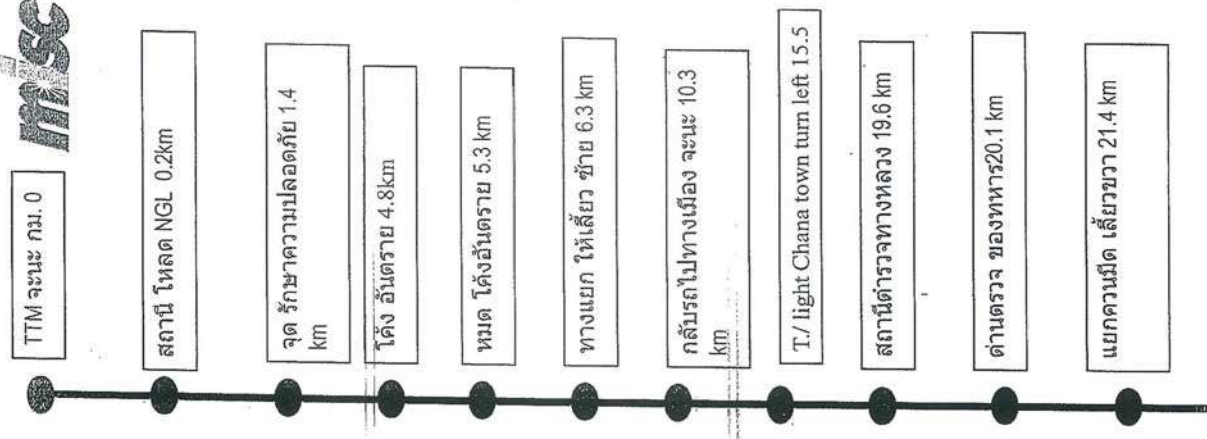 misc
TTM จะนะ กม. 0
สถานี โหลด NGL 0.2km
จุด รักษาความปลอดภัย 1.4
km
โค้ง อันตราย 4.8km
หมด โค้งอันตราย 5.3 km
ทางแยก ให้เลี้ยว ซ้าย 6.3 km
กลับรถไปทางเมือง จะนะ 10.3
km
T./ light Chana town turn left 15.5
สถานีตำรวจทางหลวง 19.6 km
ด่านตรวจ ของทหาร20.1 km
แยกควนมีด เลี้ยวขวา 21.4 km